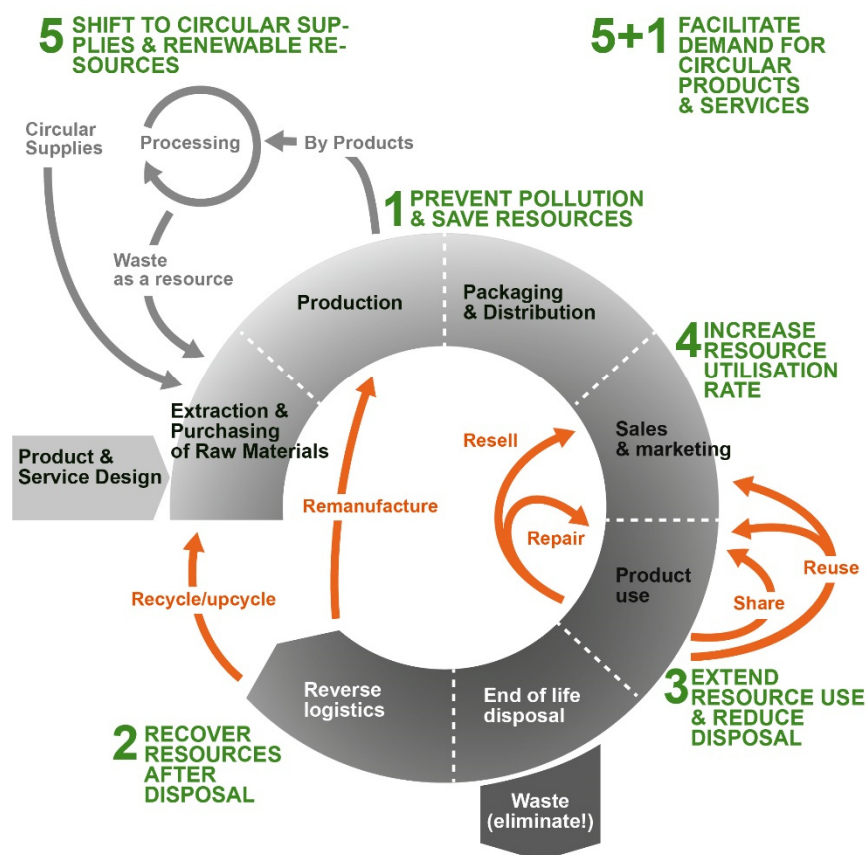 5 SHIFT TO CIRCULAR SUP-
PLIES & RENEWABLE RE-
SOURCES
5+1 FACILITATE
DEMAND FOR
CIRCULAR
PRODUCTS
& SERVICES
Circular
Supplies
Processing
By Products
1 PREVENT POLLUTION
& SAVE RESOURCES
Waste
as a resource
Production
Packaging
& Distribution
4 INCREASE
RESOURCE
UTILISATION
RATE
Extraction &
Purchasing
of Raw Materials
Product &
Service Design
Sales
& marketing
Resell
Remanufacture
Repair
Product
use
Reuse
Share
Recycle/upcycle
Reverse
logistics
End of life
disposal
3 EXTEND
RESOURCE USE
& REDUCE
DISPOSAL
2 RECOVER
RESOURCES
AFTER
DISPOSAL
Waste
(eliminate!)